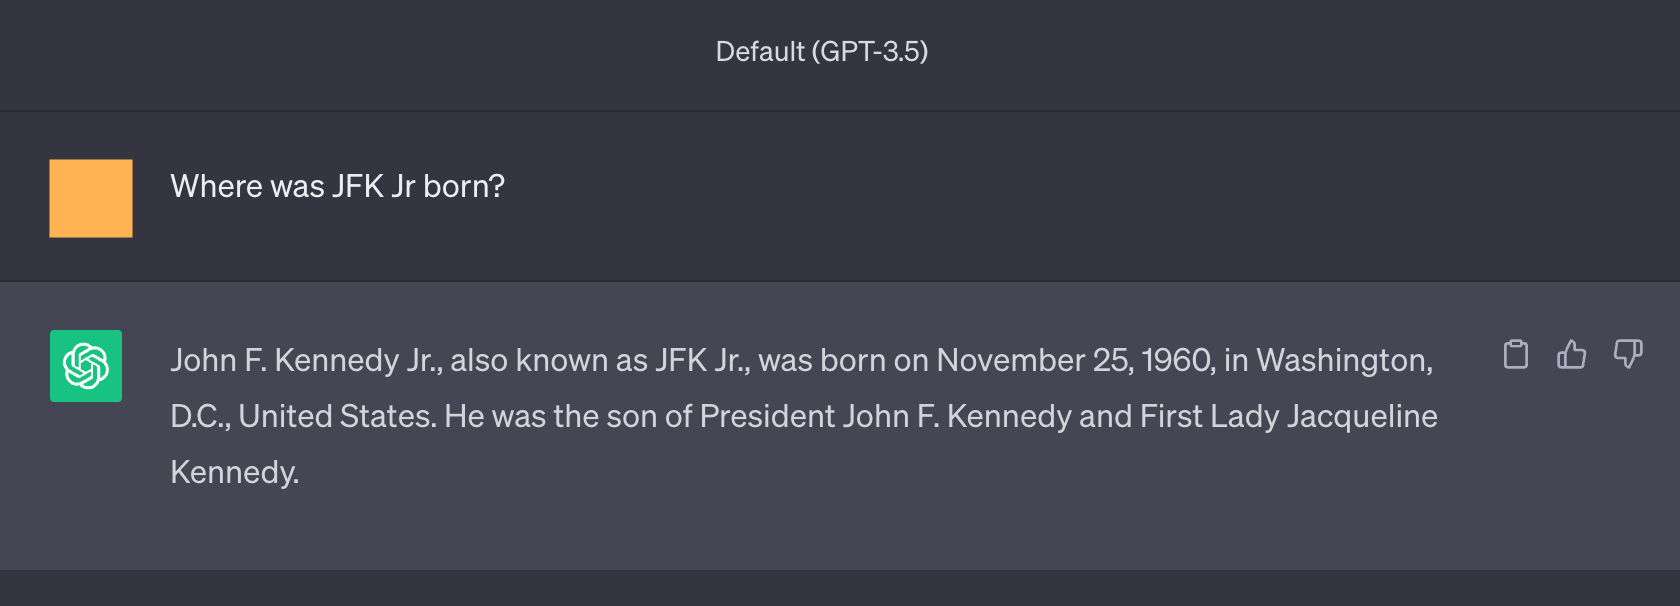 Default (GPT-3.5)
Where was JFK Jr born?
John F. Kennedy Jr., also known as JFK Jr., was born on November 25, 1960, in Washington,
D.C., United States. He was the son of President John F. Kennedy and First Lady Jacqueline
Kennedy.